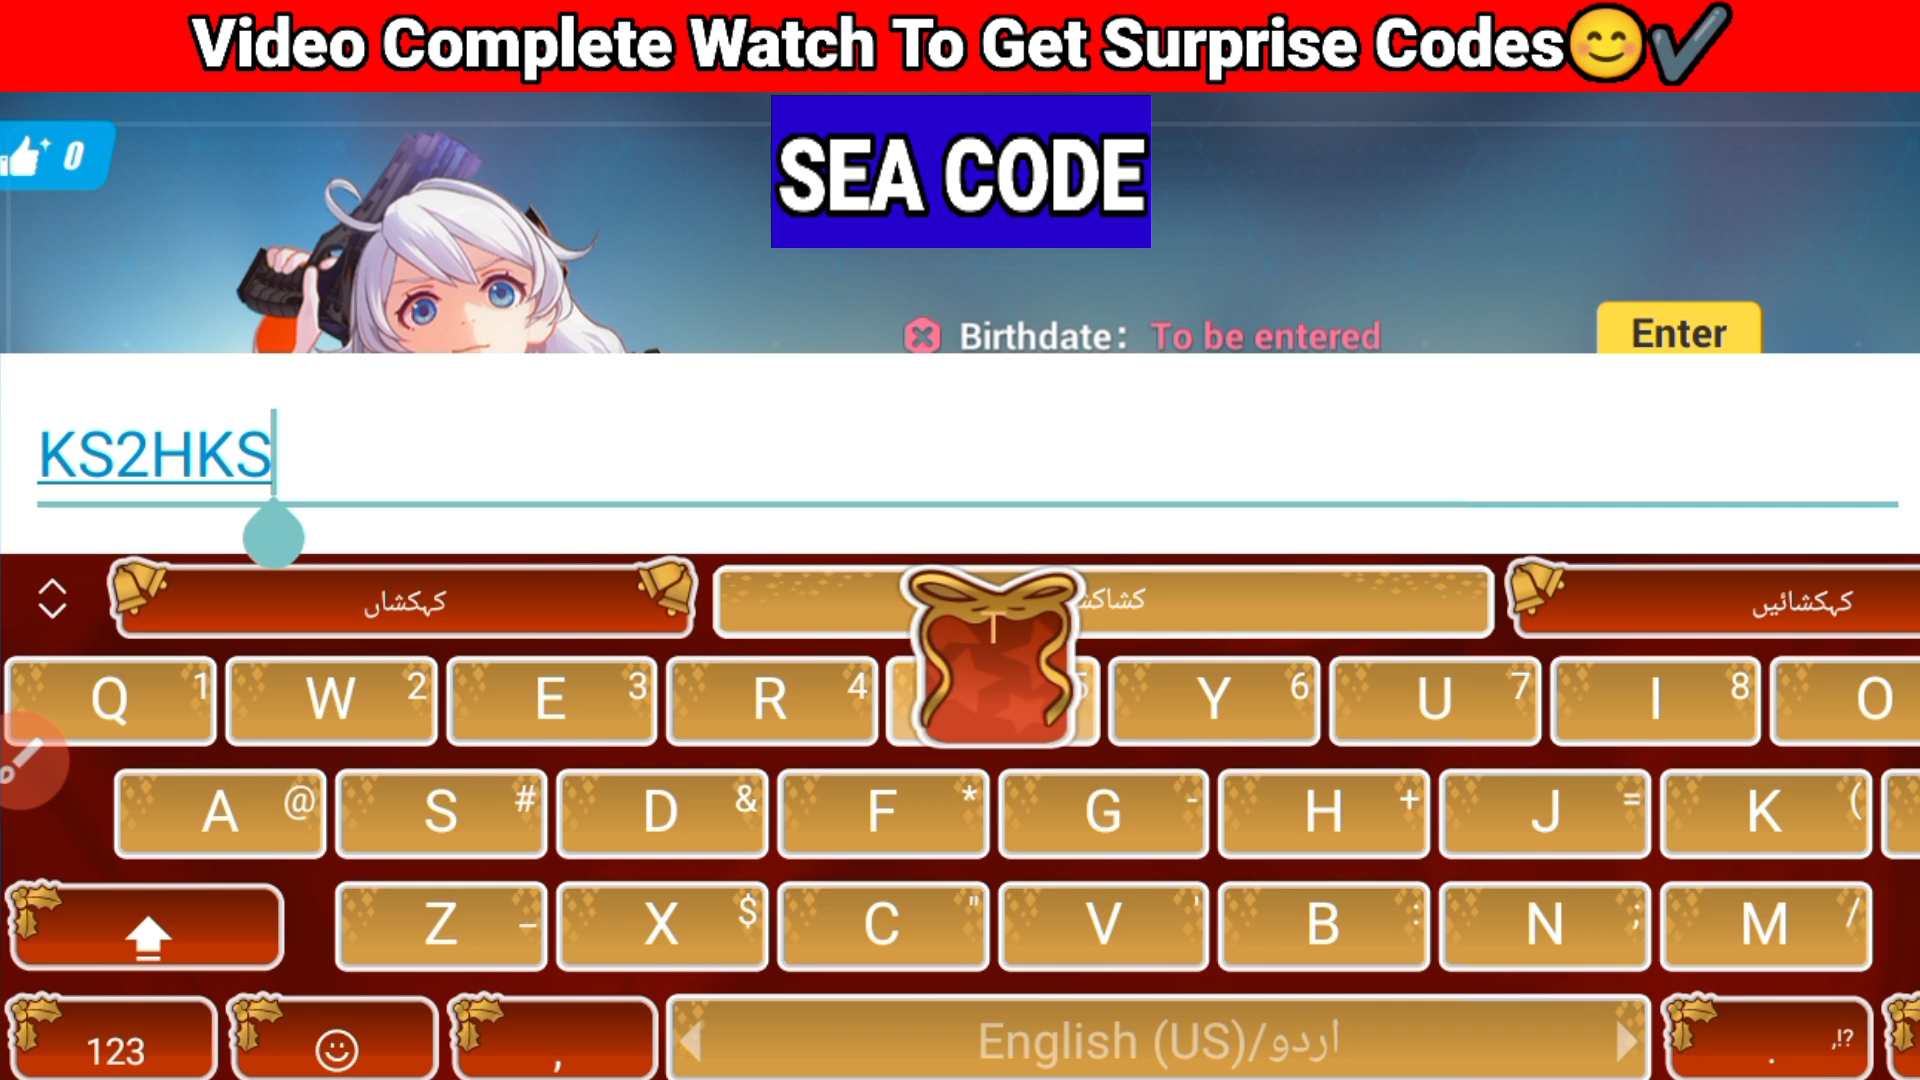 Video Complete Watch To Get Surprise Codes😊✔
0
SEA CODE
Birthdate: To be entered
Enter
KS2HKS
کہکشاں
کہکشائیں
Q 1 W 2 E 3 R 4 T 5 Y 6 U 7 I 8 O
A @ S # D & F * G - H + J = K (
Z _ X $ C " V ' B : N ; M /
123 , English (US)/اردو . ,!?